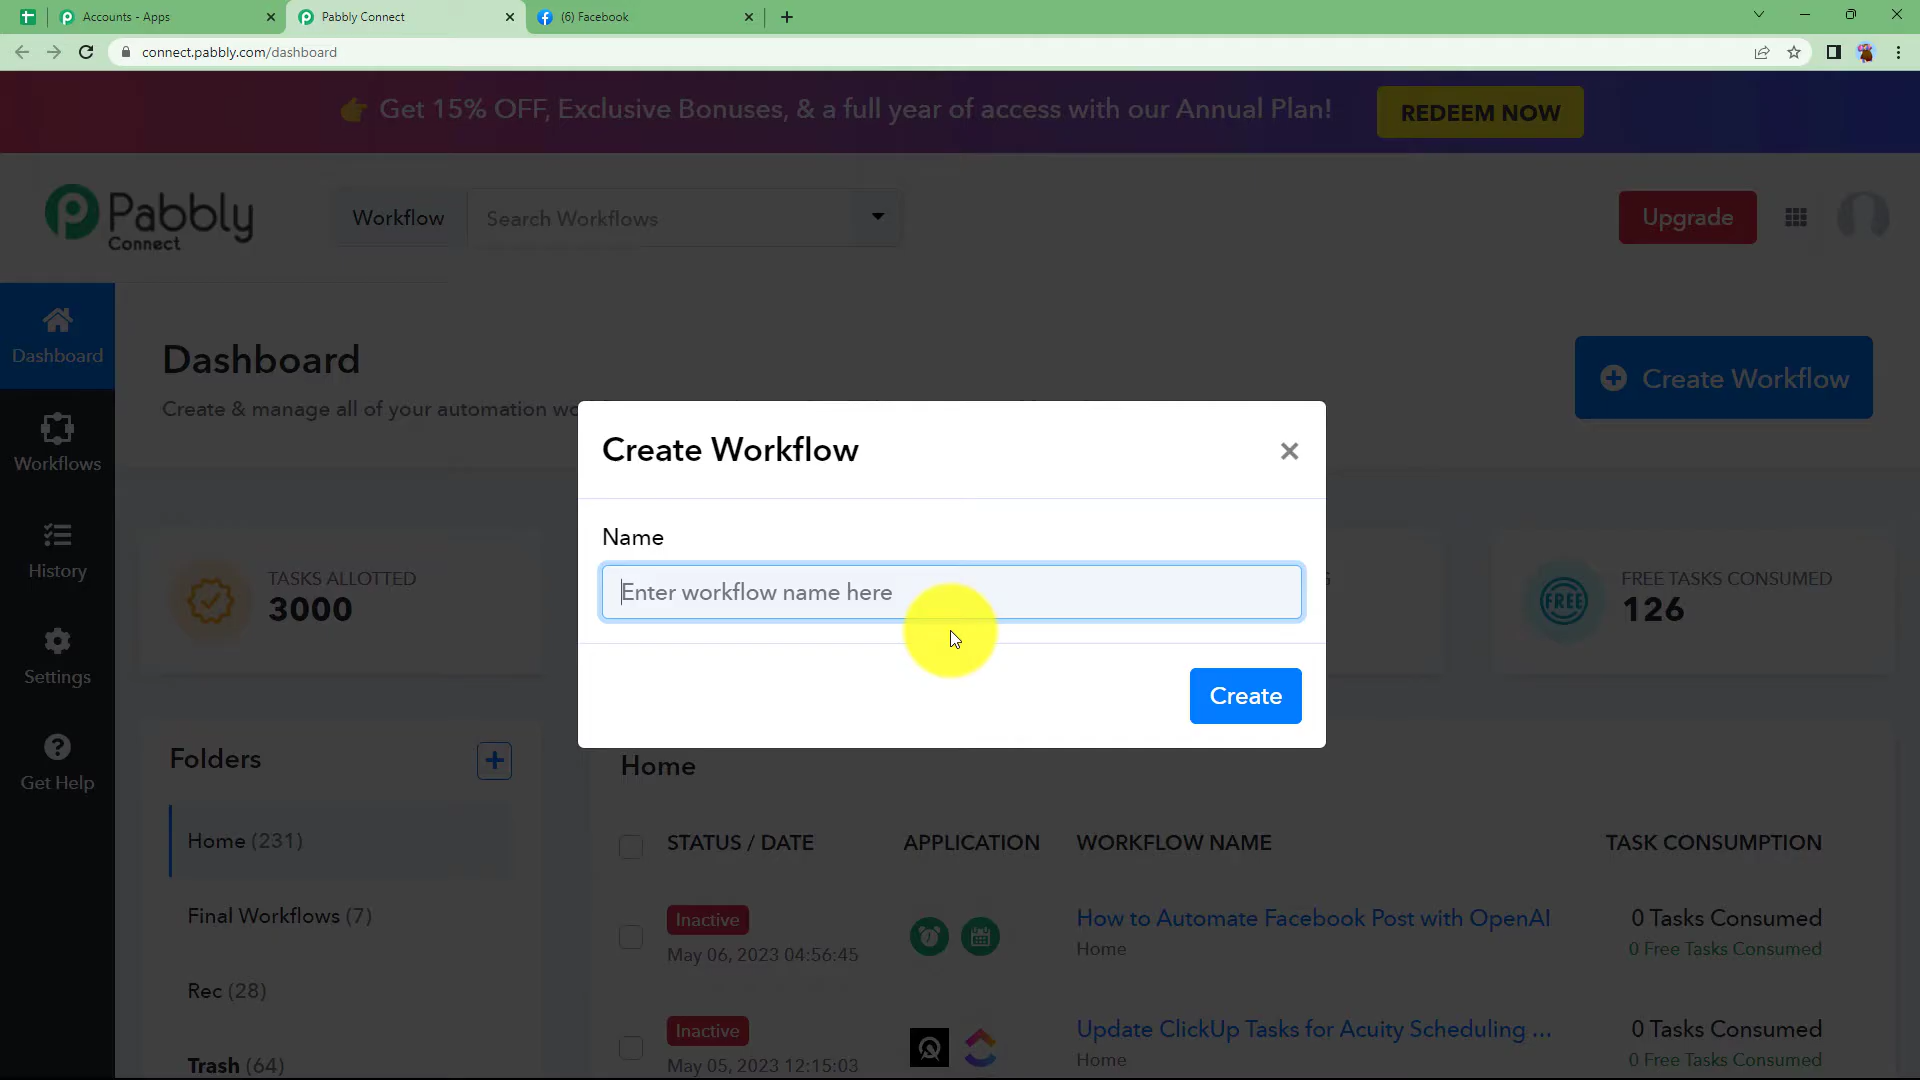 Accounts - Apps
Pabbly Connect
(6) Facebook
connect.pabbly.com/dashboard
Get 15% OFF, Exclusive Bonuses, & a full year of access with our Annual Plan!
REDEEM NOW
Pabbly
Connect
Workflow
Search Workflows
Upgrade
Dashboard
Workflows
History
Settings
Get Help
Dashboard
Create & manage all of your automation wo
Create Workflow
Create Workflow
Name
Enter workflow name here
Create
TASKS ALLOTTED
3000
G
FREE
FREE TASKS CONSUMED
126
Folders
Home (231)
Final Workflows (7)
Rec (28)
Trash (64)
Home
STATUS / DATE
APPLICATION
WORKFLOW NAME
TASK CONSUMPTION
Inactive
May 06, 2023 04:56:45
How to Automate Facebook Post with OpenAI
Home
0 Tasks Consumed
0 Free Tasks Consumed
Inactive
May 05, 2023 12:15:03
Update ClickUp Tasks for Acuity Scheduling ...
Home
0 Tasks Consumed
0 Free Tasks Consumed